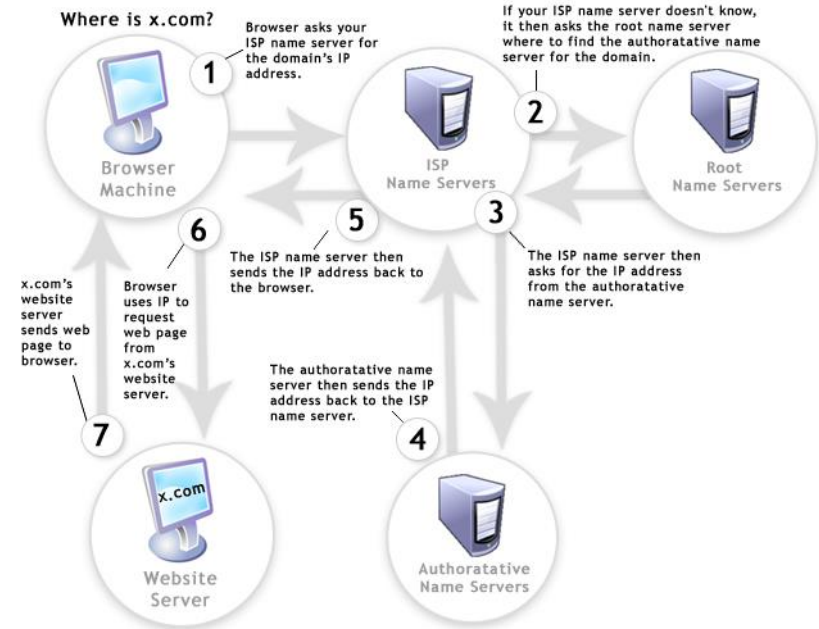 Where is x.com?
1
Browser asks your
ISP name server for
the domain's IP
address.
If your ISP name server doesn't know,
it then asks the root name server
where to find the authoratative name
server for the domain.
2
Browser
Machine
ISP
Name Servers
Root
Name Servers
5
The ISP name server then
sends the IP address back to
the browser.
3
The ISP name server then
asks for the IP address
from the authoratative
name server.
6
Browser
uses IP to
request
web page
from
x.com's
website
server.
x.com's
website
server
sends web
page to
browser.
7
The authoratative name
server then sends the IP
address back to the ISP
name server.
4
x.com
Website
Server
Authoratative
Name Servers